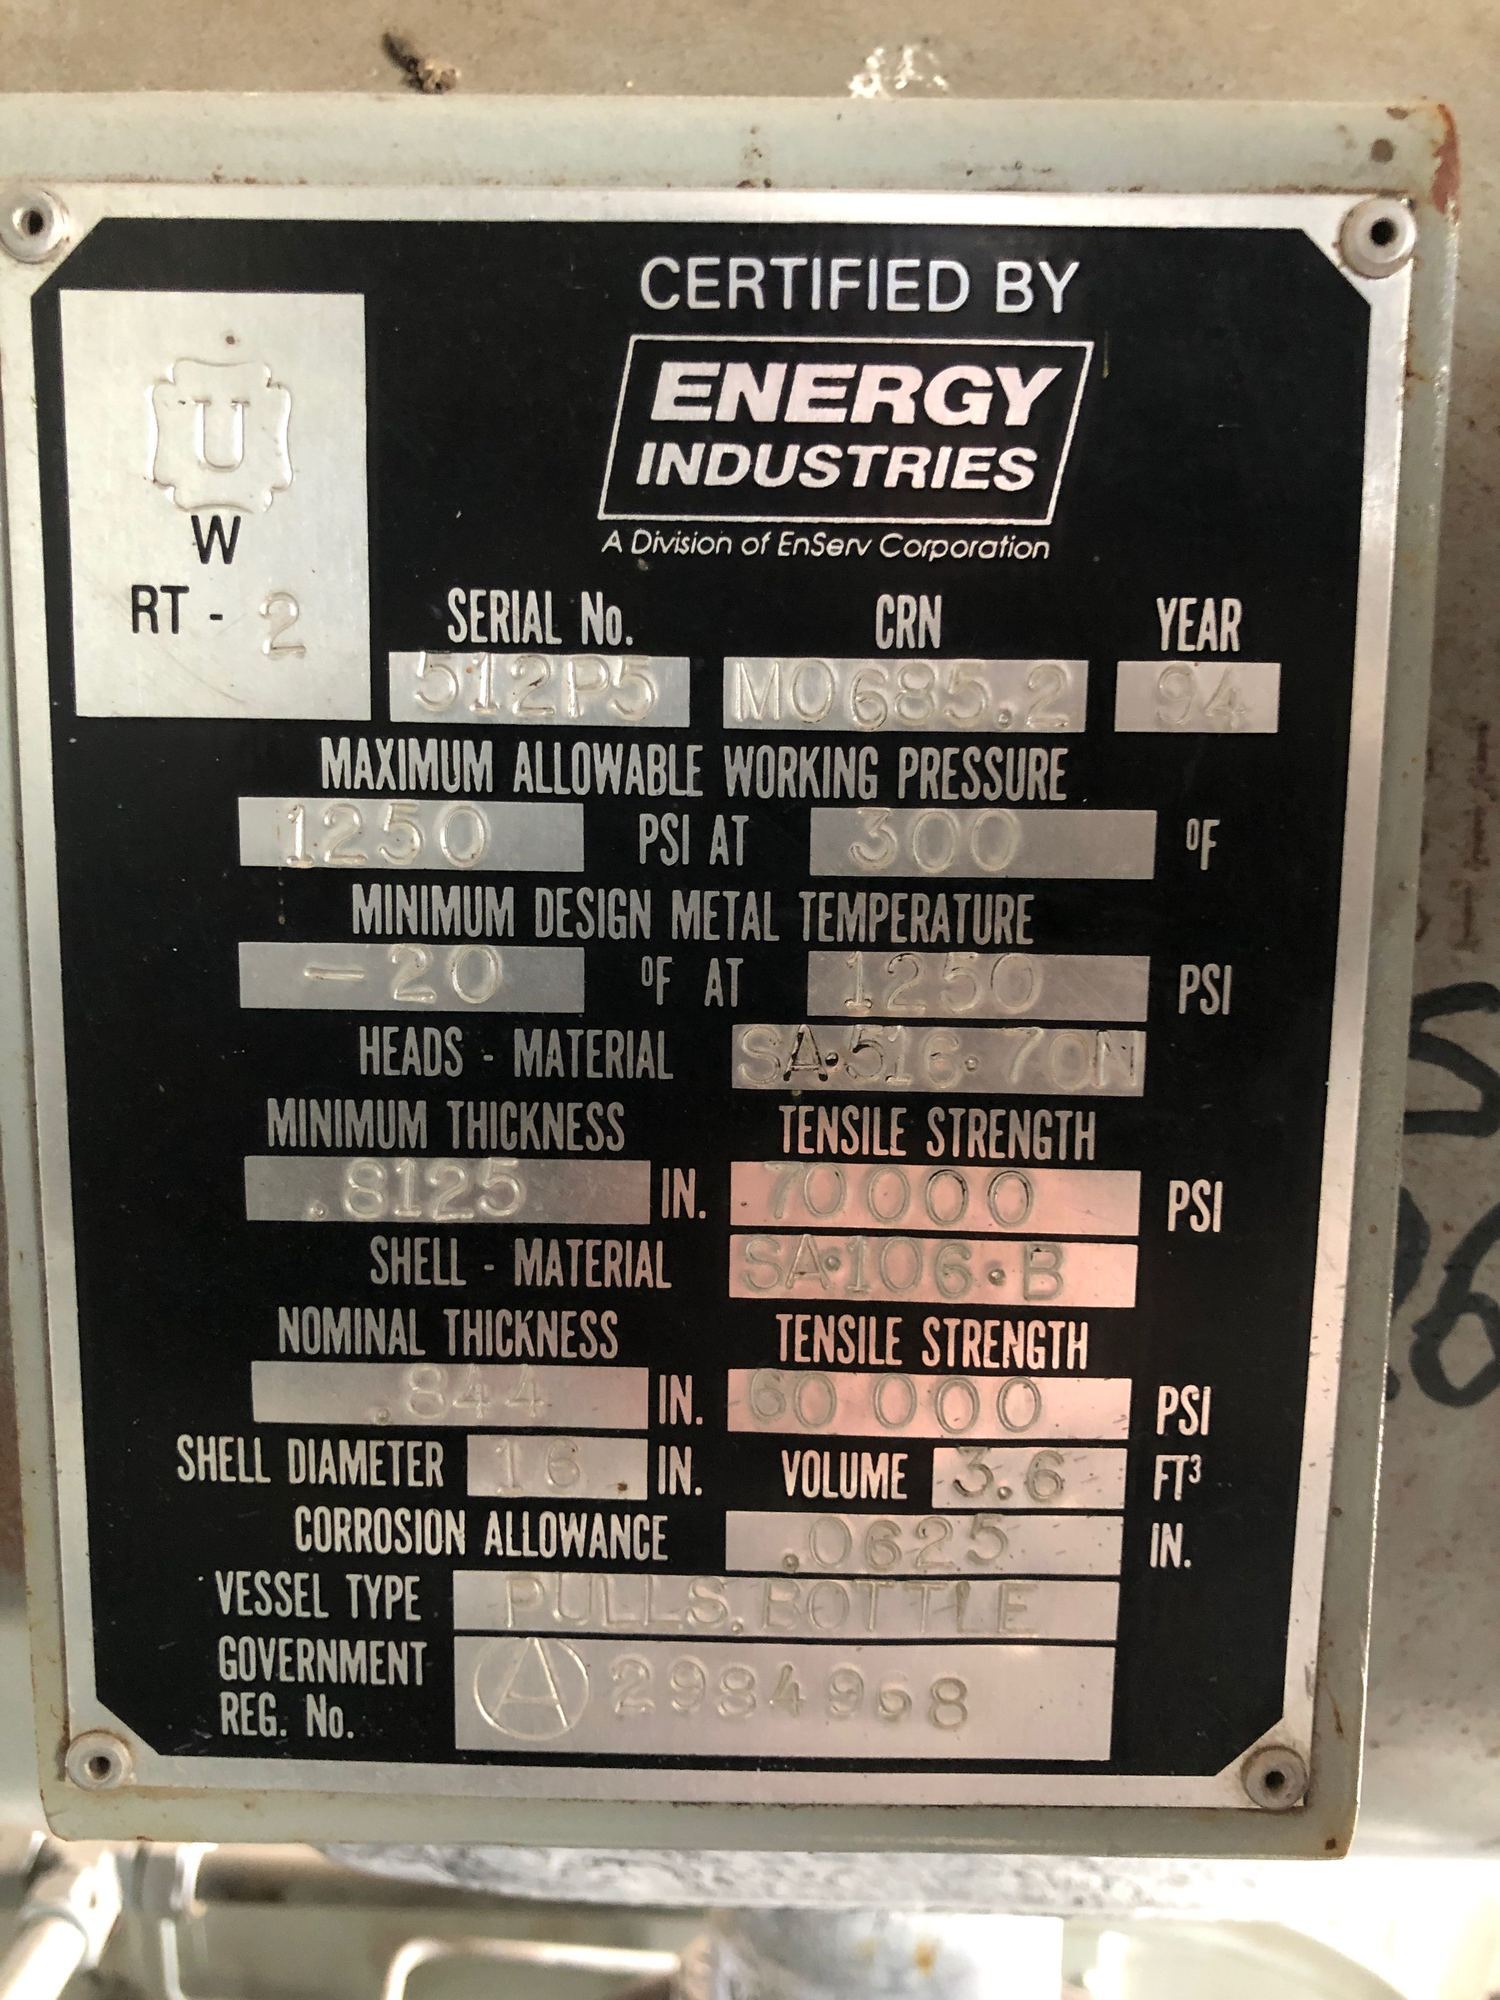 CERTIFIED BY
ENERGY
INDUSTRIES
A Division of EnServ Corporation
U
W
RT - 2
SERIAL No. CRN YEAR
512P5 M0685.2 94
MAXIMUM ALLOWABLE WORKING PRESSURE
1250 PSI AT 300 °F
MINIMUM DESIGN METAL TEMPERATURE
-20 °F AT 1250 PSI
HEADS - MATERIAL SA·516·70N
MINIMUM THICKNESS TENSILE STRENGTH
.8125 IN. 70000 PSI
SHELL - MATERIAL SA·106·B
NOMINAL THICKNESS TENSILE STRENGTH
.844 IN. 60000 PSI
SHELL DIAMETER 16 IN. VOLUME 3.6 FT³
CORROSION ALLOWANCE .0625 IN.
VESSEL TYPE PULLS. BOTTLE
GOVERNMENT
REG. No. A 2984968